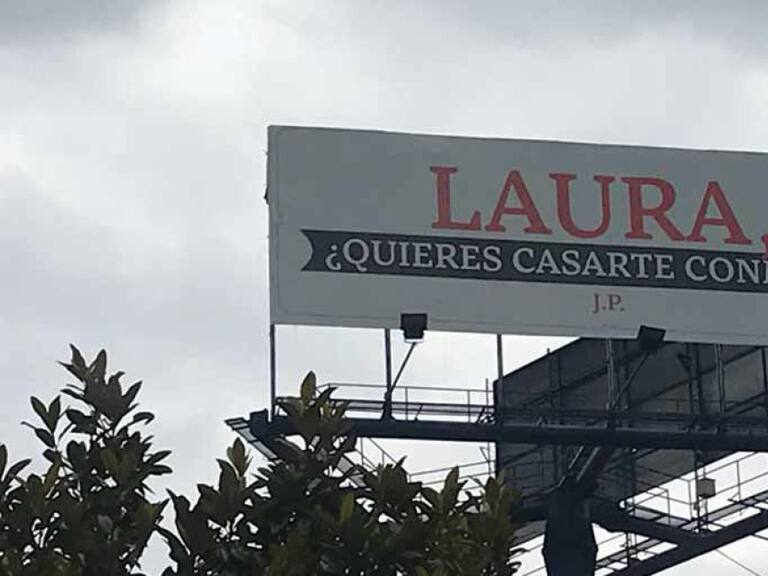 LAURA,
¿QUIERES CASARTE CON
J.P.